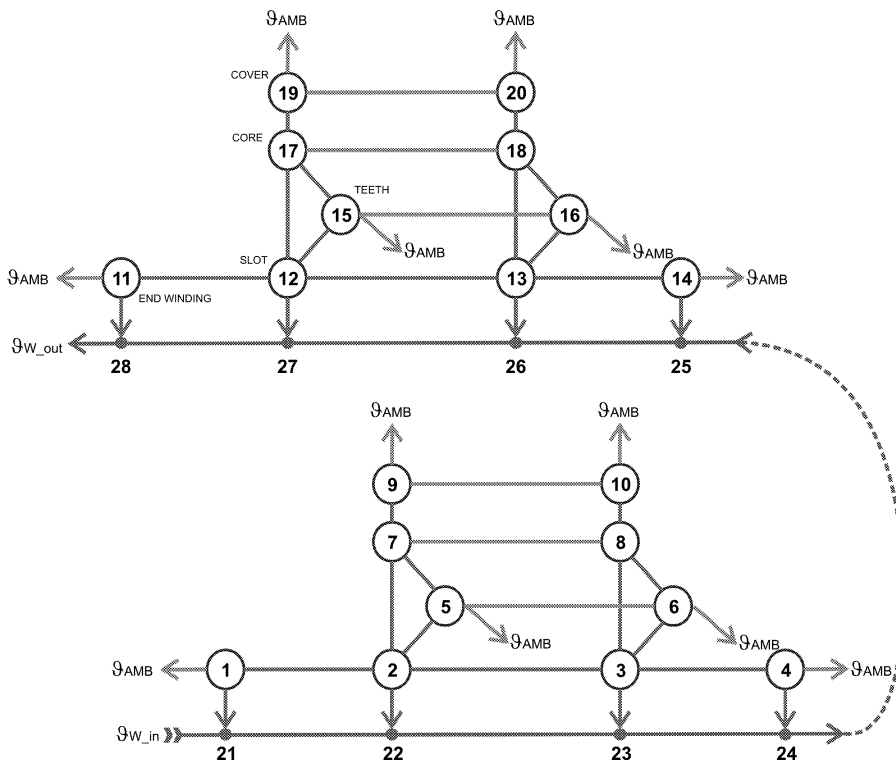 ϑAMB ϑAMB
COVER 19 20
CORE 17 18
TEETH
15 16
ϑAMB ϑAMB
SLOT
ϑAMB 11 12 13 14 ϑAMB
END WINDING
ϑW_out
28 27 26 25
ϑAMB ϑAMB
9 10
7 8
5 6
ϑAMB ϑAMB
ϑAMB 1 2 3 4 ϑAMB
ϑW_in
21 22 23 24